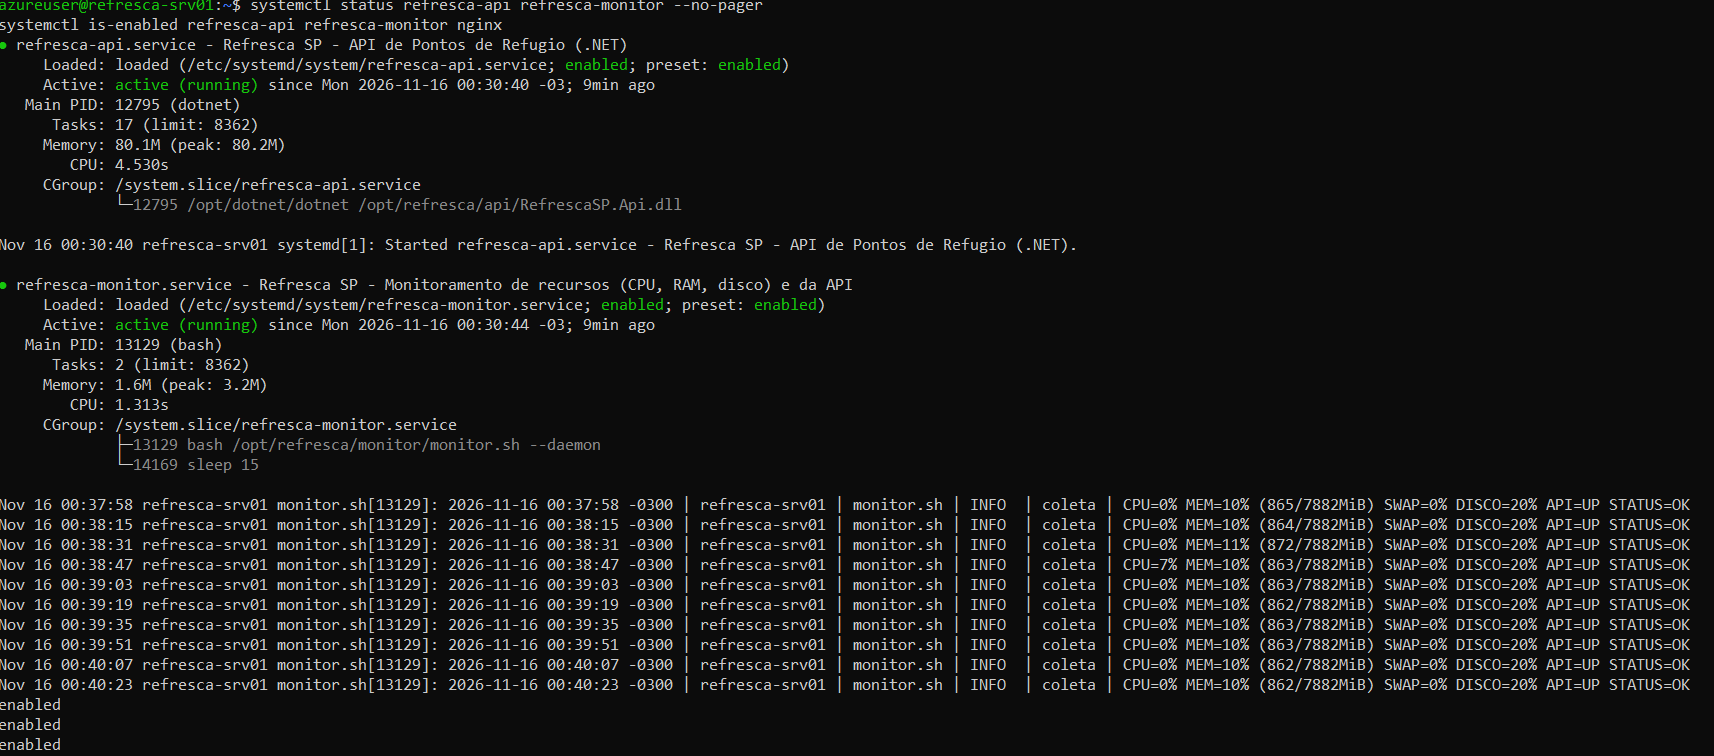 azureuser@refresca-srv01:~$ systemctl status refresca-api refresca-monitor --no-pager
systemctl is-enabled refresca-api refresca-monitor nginx
● refresca-api.service - Refresca SP - API de Pontos de Refugio (.NET)
     Loaded: loaded (/etc/systemd/system/refresca-api.service; enabled; preset: enabled)
     Active: active (running) since Mon 2026-11-16 00:30:40 -03; 9min ago
   Main PID: 12795 (dotnet)
      Tasks: 17 (limit: 8362)
     Memory: 80.1M (peak: 80.2M)
        CPU: 4.530s
     CGroup: /system.slice/refresca-api.service
             └─12795 /opt/dotnet/dotnet /opt/refresca/api/RefrescaSP.Api.dll

Nov 16 00:30:40 refresca-srv01 systemd[1]: Started refresca-api.service - Refresca SP - API de Pontos de Refugio (.NET).

● refresca-monitor.service - Refresca SP - Monitoramento de recursos (CPU, RAM, disco) e da API
     Loaded: loaded (/etc/systemd/system/refresca-monitor.service; enabled; preset: enabled)
     Active: active (running) since Mon 2026-11-16 00:30:44 -03; 9min ago
   Main PID: 13129 (bash)
      Tasks: 2 (limit: 8362)
     Memory: 1.6M (peak: 3.2M)
        CPU: 1.313s
     CGroup: /system.slice/refresca-monitor.service
             ├─13129 bash /opt/refresca/monitor/monitor.sh --daemon
             └─14169 sleep 15

Nov 16 00:37:58 refresca-srv01 monitor.sh[13129]: 2026-11-16 00:37:58 -0300 | refresca-srv01 | monitor.sh | INFO  | coleta | CPU=0% MEM=10% (865/7882MiB) SWAP=0% DISCO=20% API=UP STATUS=OK
Nov 16 00:38:15 refresca-srv01 monitor.sh[13129]: 2026-11-16 00:38:15 -0300 | refresca-srv01 | monitor.sh | INFO  | coleta | CPU=0% MEM=10% (864/7882MiB) SWAP=0% DISCO=20% API=UP STATUS=OK
Nov 16 00:38:31 refresca-srv01 monitor.sh[13129]: 2026-11-16 00:38:31 -0300 | refresca-srv01 | monitor.sh | INFO  | coleta | CPU=0% MEM=11% (872/7882MiB) SWAP=0% DISCO=20% API=UP STATUS=OK
Nov 16 00:38:47 refresca-srv01 monitor.sh[13129]: 2026-11-16 00:38:47 -0300 | refresca-srv01 | monitor.sh | INFO  | coleta | CPU=7% MEM=10% (863/7882MiB) SWAP=0% DISCO=20% API=UP STATUS=OK
Nov 16 00:39:03 refresca-srv01 monitor.sh[13129]: 2026-11-16 00:39:03 -0300 | refresca-srv01 | monitor.sh | INFO  | coleta | CPU=0% MEM=10% (863/7882MiB) SWAP=0% DISCO=20% API=UP STATUS=OK
Nov 16 00:39:19 refresca-srv01 monitor.sh[13129]: 2026-11-16 00:39:19 -0300 | refresca-srv01 | monitor.sh | INFO  | coleta | CPU=0% MEM=10% (862/7882MiB) SWAP=0% DISCO=20% API=UP STATUS=OK
Nov 16 00:39:35 refresca-srv01 monitor.sh[13129]: 2026-11-16 00:39:35 -0300 | refresca-srv01 | monitor.sh | INFO  | coleta | CPU=0% MEM=10% (863/7882MiB) SWAP=0% DISCO=20% API=UP STATUS=OK
Nov 16 00:39:51 refresca-srv01 monitor.sh[13129]: 2026-11-16 00:39:51 -0300 | refresca-srv01 | monitor.sh | INFO  | coleta | CPU=0% MEM=10% (863/7882MiB) SWAP=0% DISCO=20% API=UP STATUS=OK
Nov 16 00:40:07 refresca-srv01 monitor.sh[13129]: 2026-11-16 00:40:07 -0300 | refresca-srv01 | monitor.sh | INFO  | coleta | CPU=0% MEM=10% (862/7882MiB) SWAP=0% DISCO=20% API=UP STATUS=OK
Nov 16 00:40:23 refresca-srv01 monitor.sh[13129]: 2026-11-16 00:40:23 -0300 | refresca-srv01 | monitor.sh | INFO  | coleta | CPU=0% MEM=10% (862/7882MiB) SWAP=0% DISCO=20% API=UP STATUS=OK
enabled
enabled
enabled